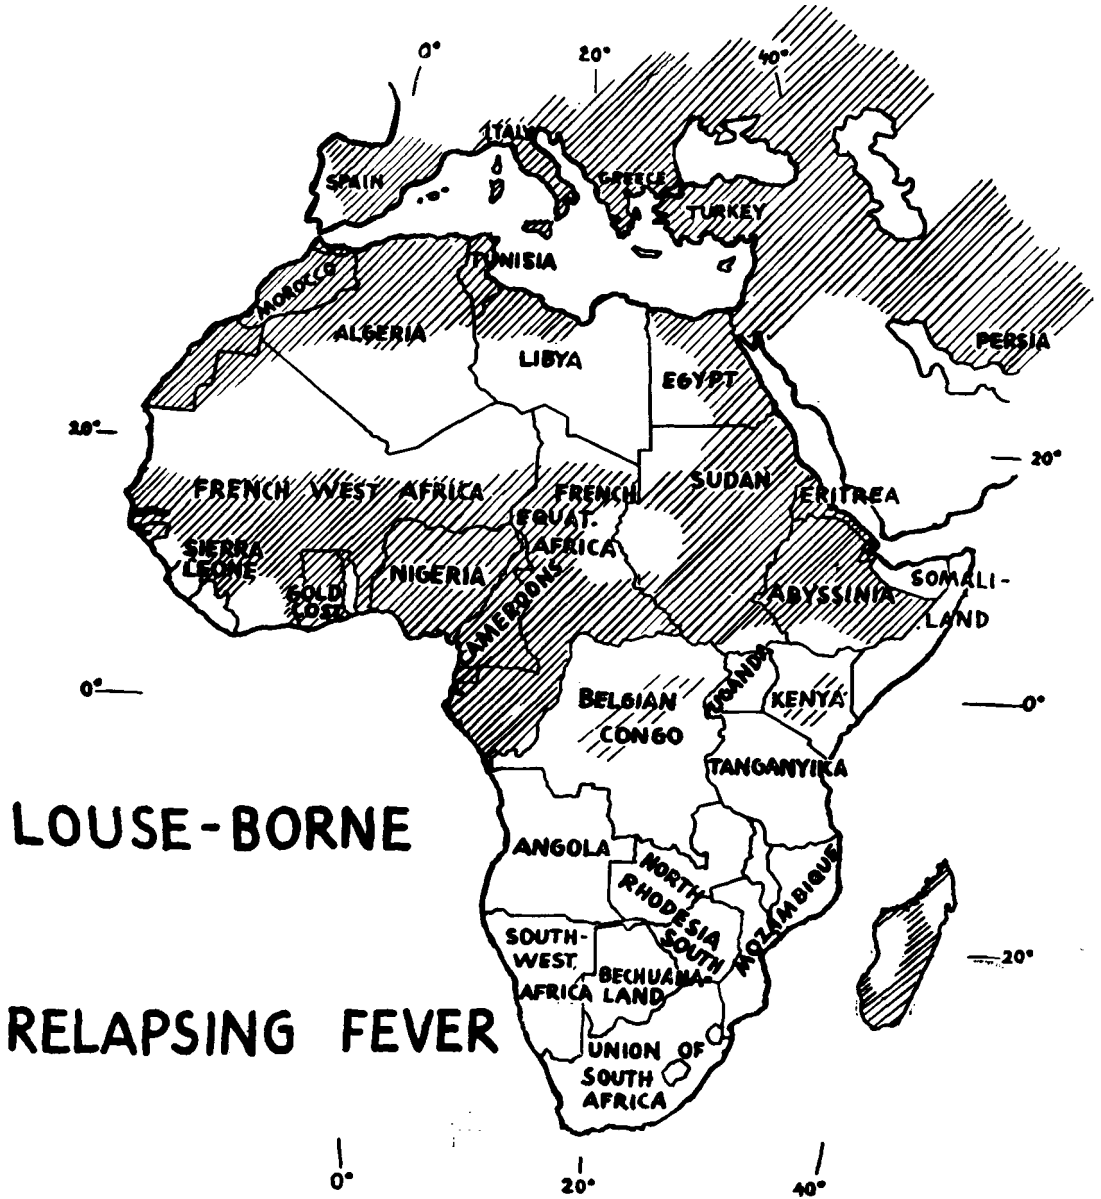 0°
20°
40°
ITALY
SPAIN
GREECE
TURKEY
TUNISIA
MOROCCO
ALGERIA
LIBYA
EGYPT
PERSIA
20°
20°
FRENCH WEST AFRICA
FRENCH
EQUAT.
AFRICA
SUDAN
ERITREA
SIERRA
LEONE
GOLD
COST
NIGERIA
CAMEROONS
ABYSSINIA
SOMALI-
LAND
0°
0°
BELGIAN
CONGO
UGANDA
KENYA
TANGANYIKA
LOUSE-BORNE
ANGOLA
NORTH
RHODESIA
SOUTH
MOZAMBIQUE
SOUTH-
WEST
AFRICA
BECHUANA-
LAND
20°
RELAPSING FEVER
UNION OF
SOUTH
AFRICA
0°
20°
40°